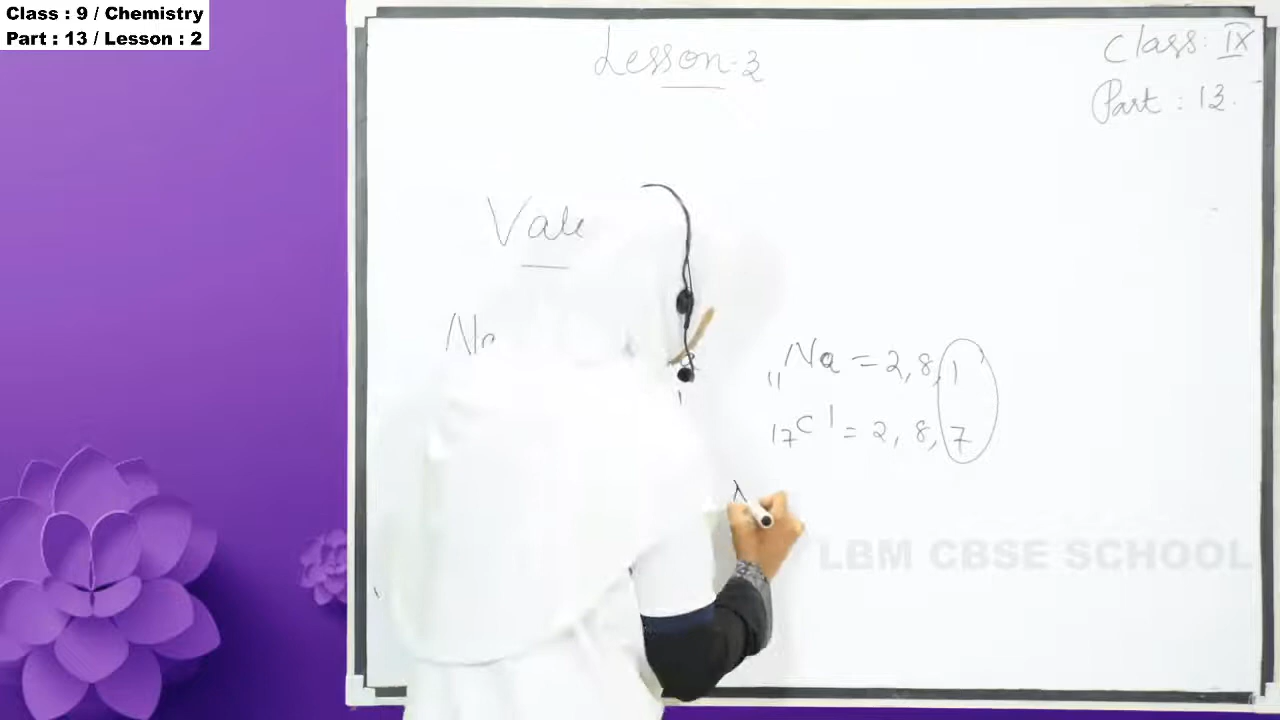 Class : 9 / Chemistry
Part : 13 / Lesson : 2
Lesson-2
Class: IX
Part : 13.
₁₁Na = 2, 8, 1
₁₇Cl = 2, 8, 7
LBM CBSE SCHOOL